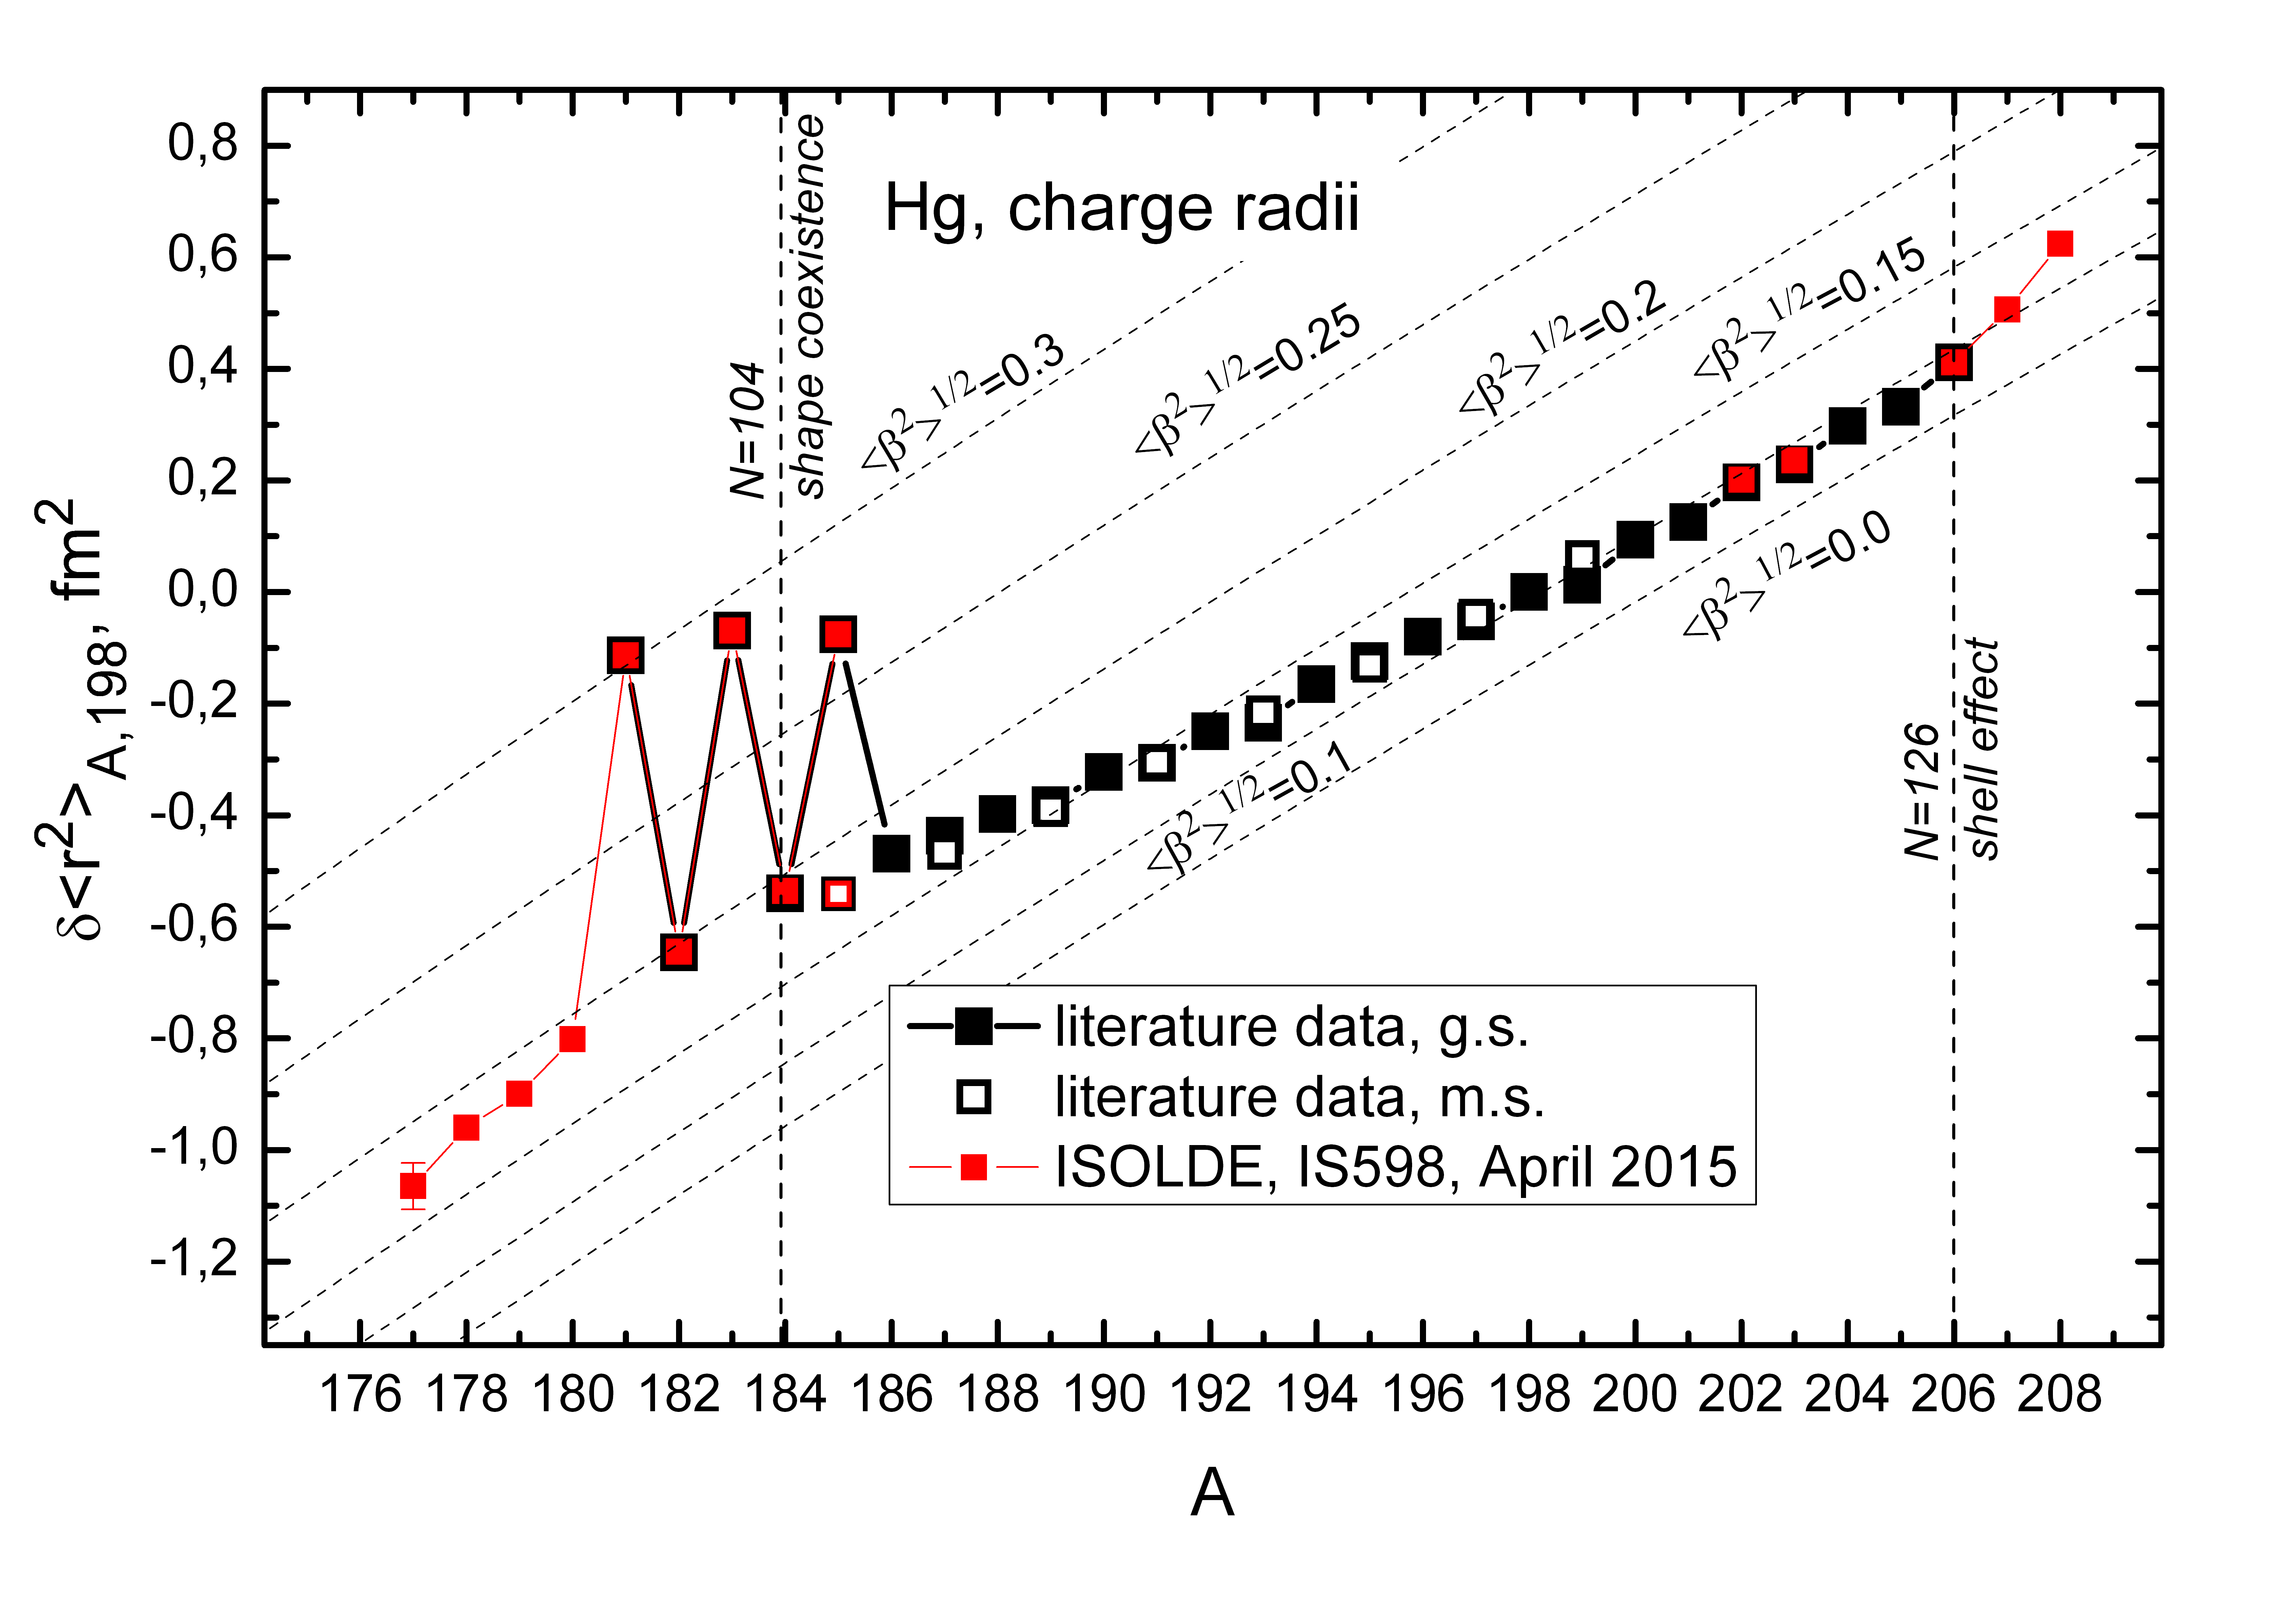 Hg, charge radii
δ<r²>A,198, fm²
0,8
0,6
0,4
0,2
0,0
-0,2
-0,4
-0,6
-0,8
-1,0
-1,2
N=104
shape coexistence
<β²>1/2=0.3
<β²>1/2=0.25
<β²>1/2=0.2
<β²>1/2=0.15
<β²>1/2=0.1
<β²>1/2=0.0
N=126
shell effect
literature data, g.s.
literature data, m.s.
ISOLDE, IS598, April 2015
176 178 180 182 184 186 188 190 192 194 196 198 200 202 204 206 208
A